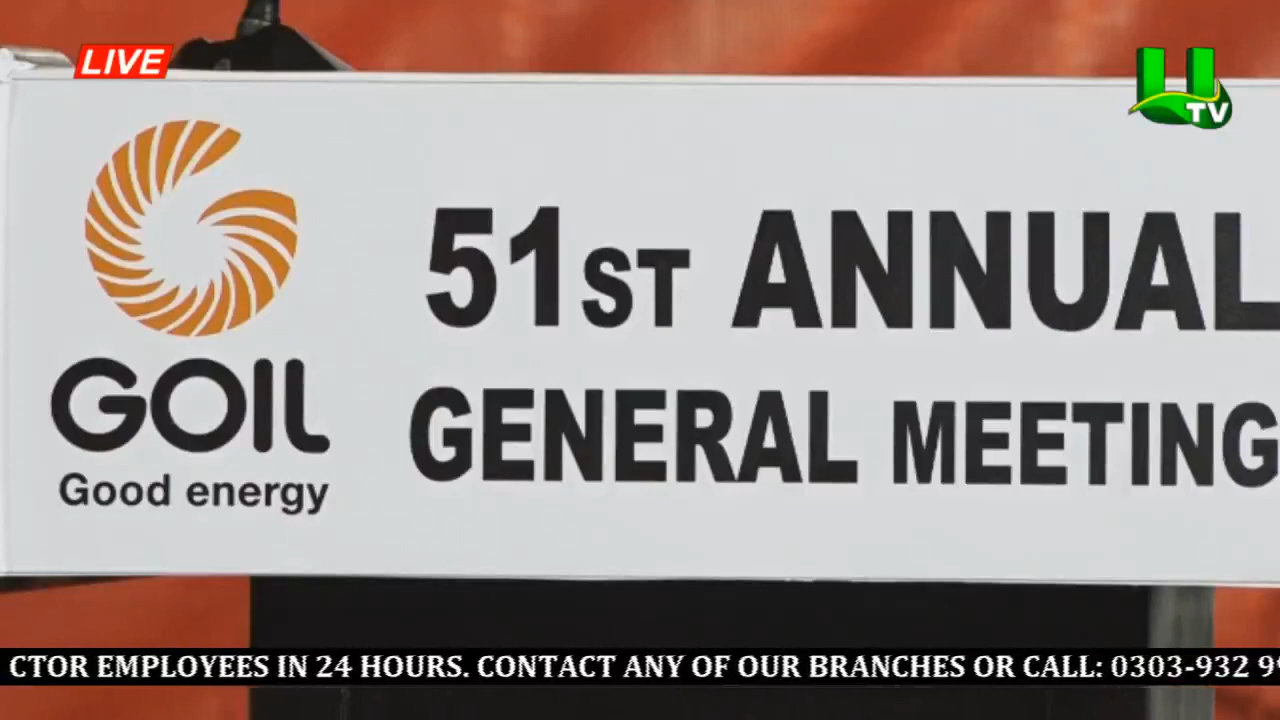 LIVE
U
TV
GOIL
Good energy
51ST ANNUAL
GENERAL MEETING
CTOR EMPLOYEES IN 24 HOURS. CONTACT ANY OF OUR BRANCHES OR CALL: 0303-932 9